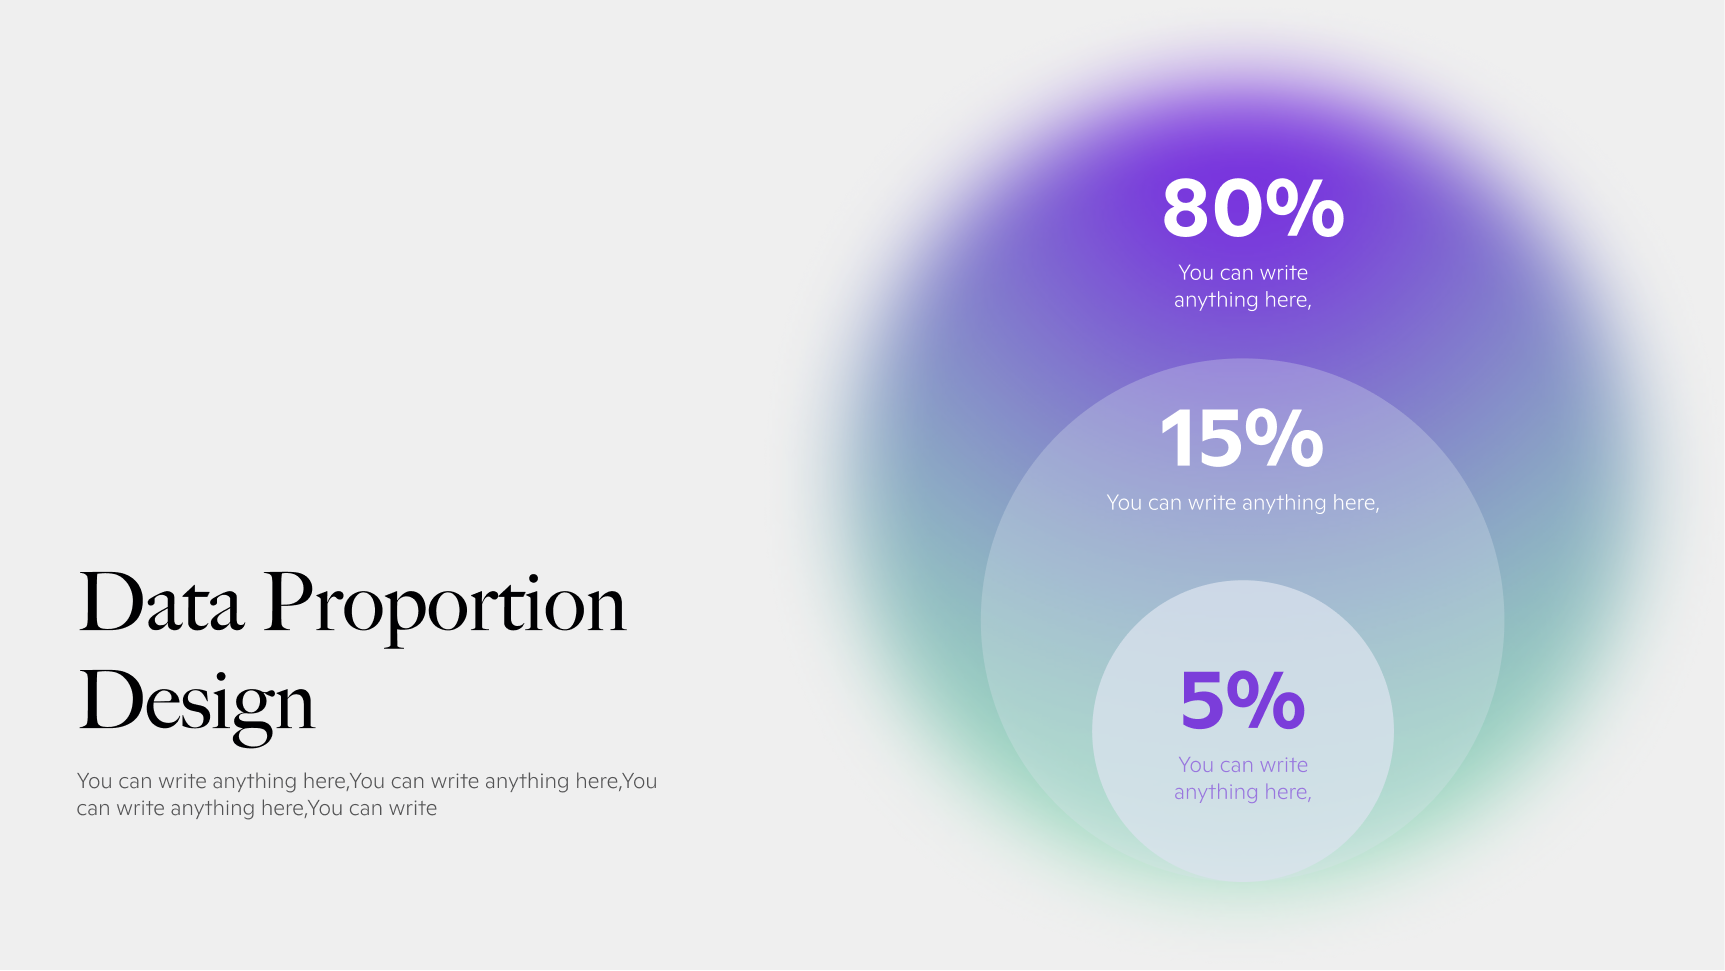 Data Proportion
Design
You can write anything here,You can write anything here,You
can write anything here,You can write
80%
You can write
anything here,
15%
You can write anything here,
5%
You can write
anything here,